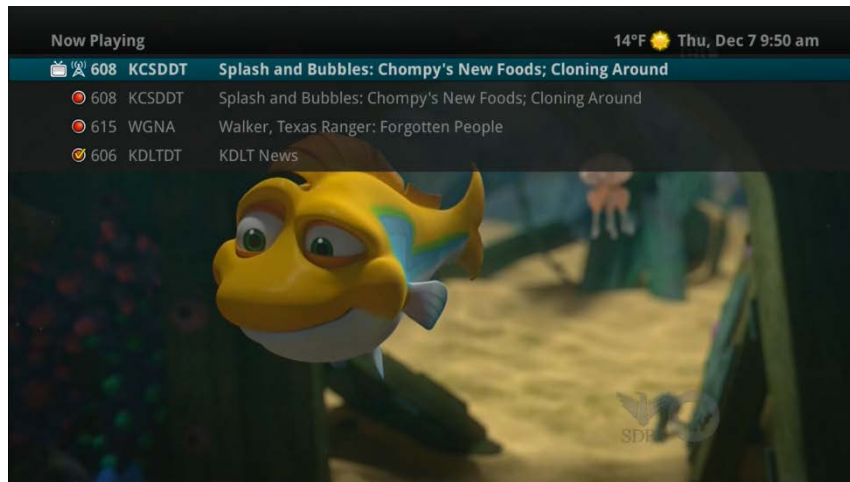 Now Playing 14°F Thu, Dec 7 9:50 am
608 KCSDDT Splash and Bubbles: Chompy's New Foods; Cloning Around
608 KCSDDT Splash and Bubbles: Chompy's New Foods; Cloning Around
615 WGNA Walker, Texas Ranger: Forgotten People
606 KDLTDT KDLT News